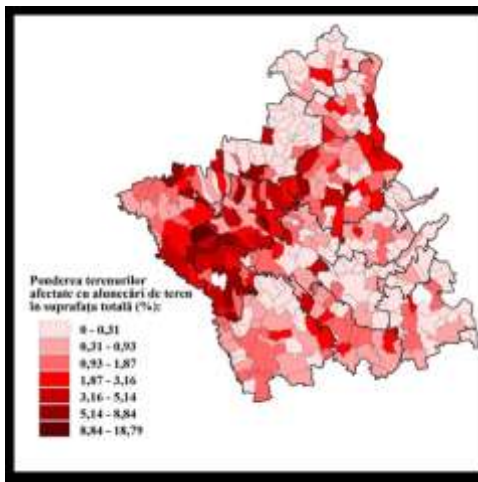 Ponderea terenurilor
afectate cu alunecări de teren
în suprafața totală (%):
0 - 0,31
0,31 - 0,93
0,93 - 1,87
1,87 - 3,16
3,16 - 5,14
5,14 - 8,84
8,84 - 18,79